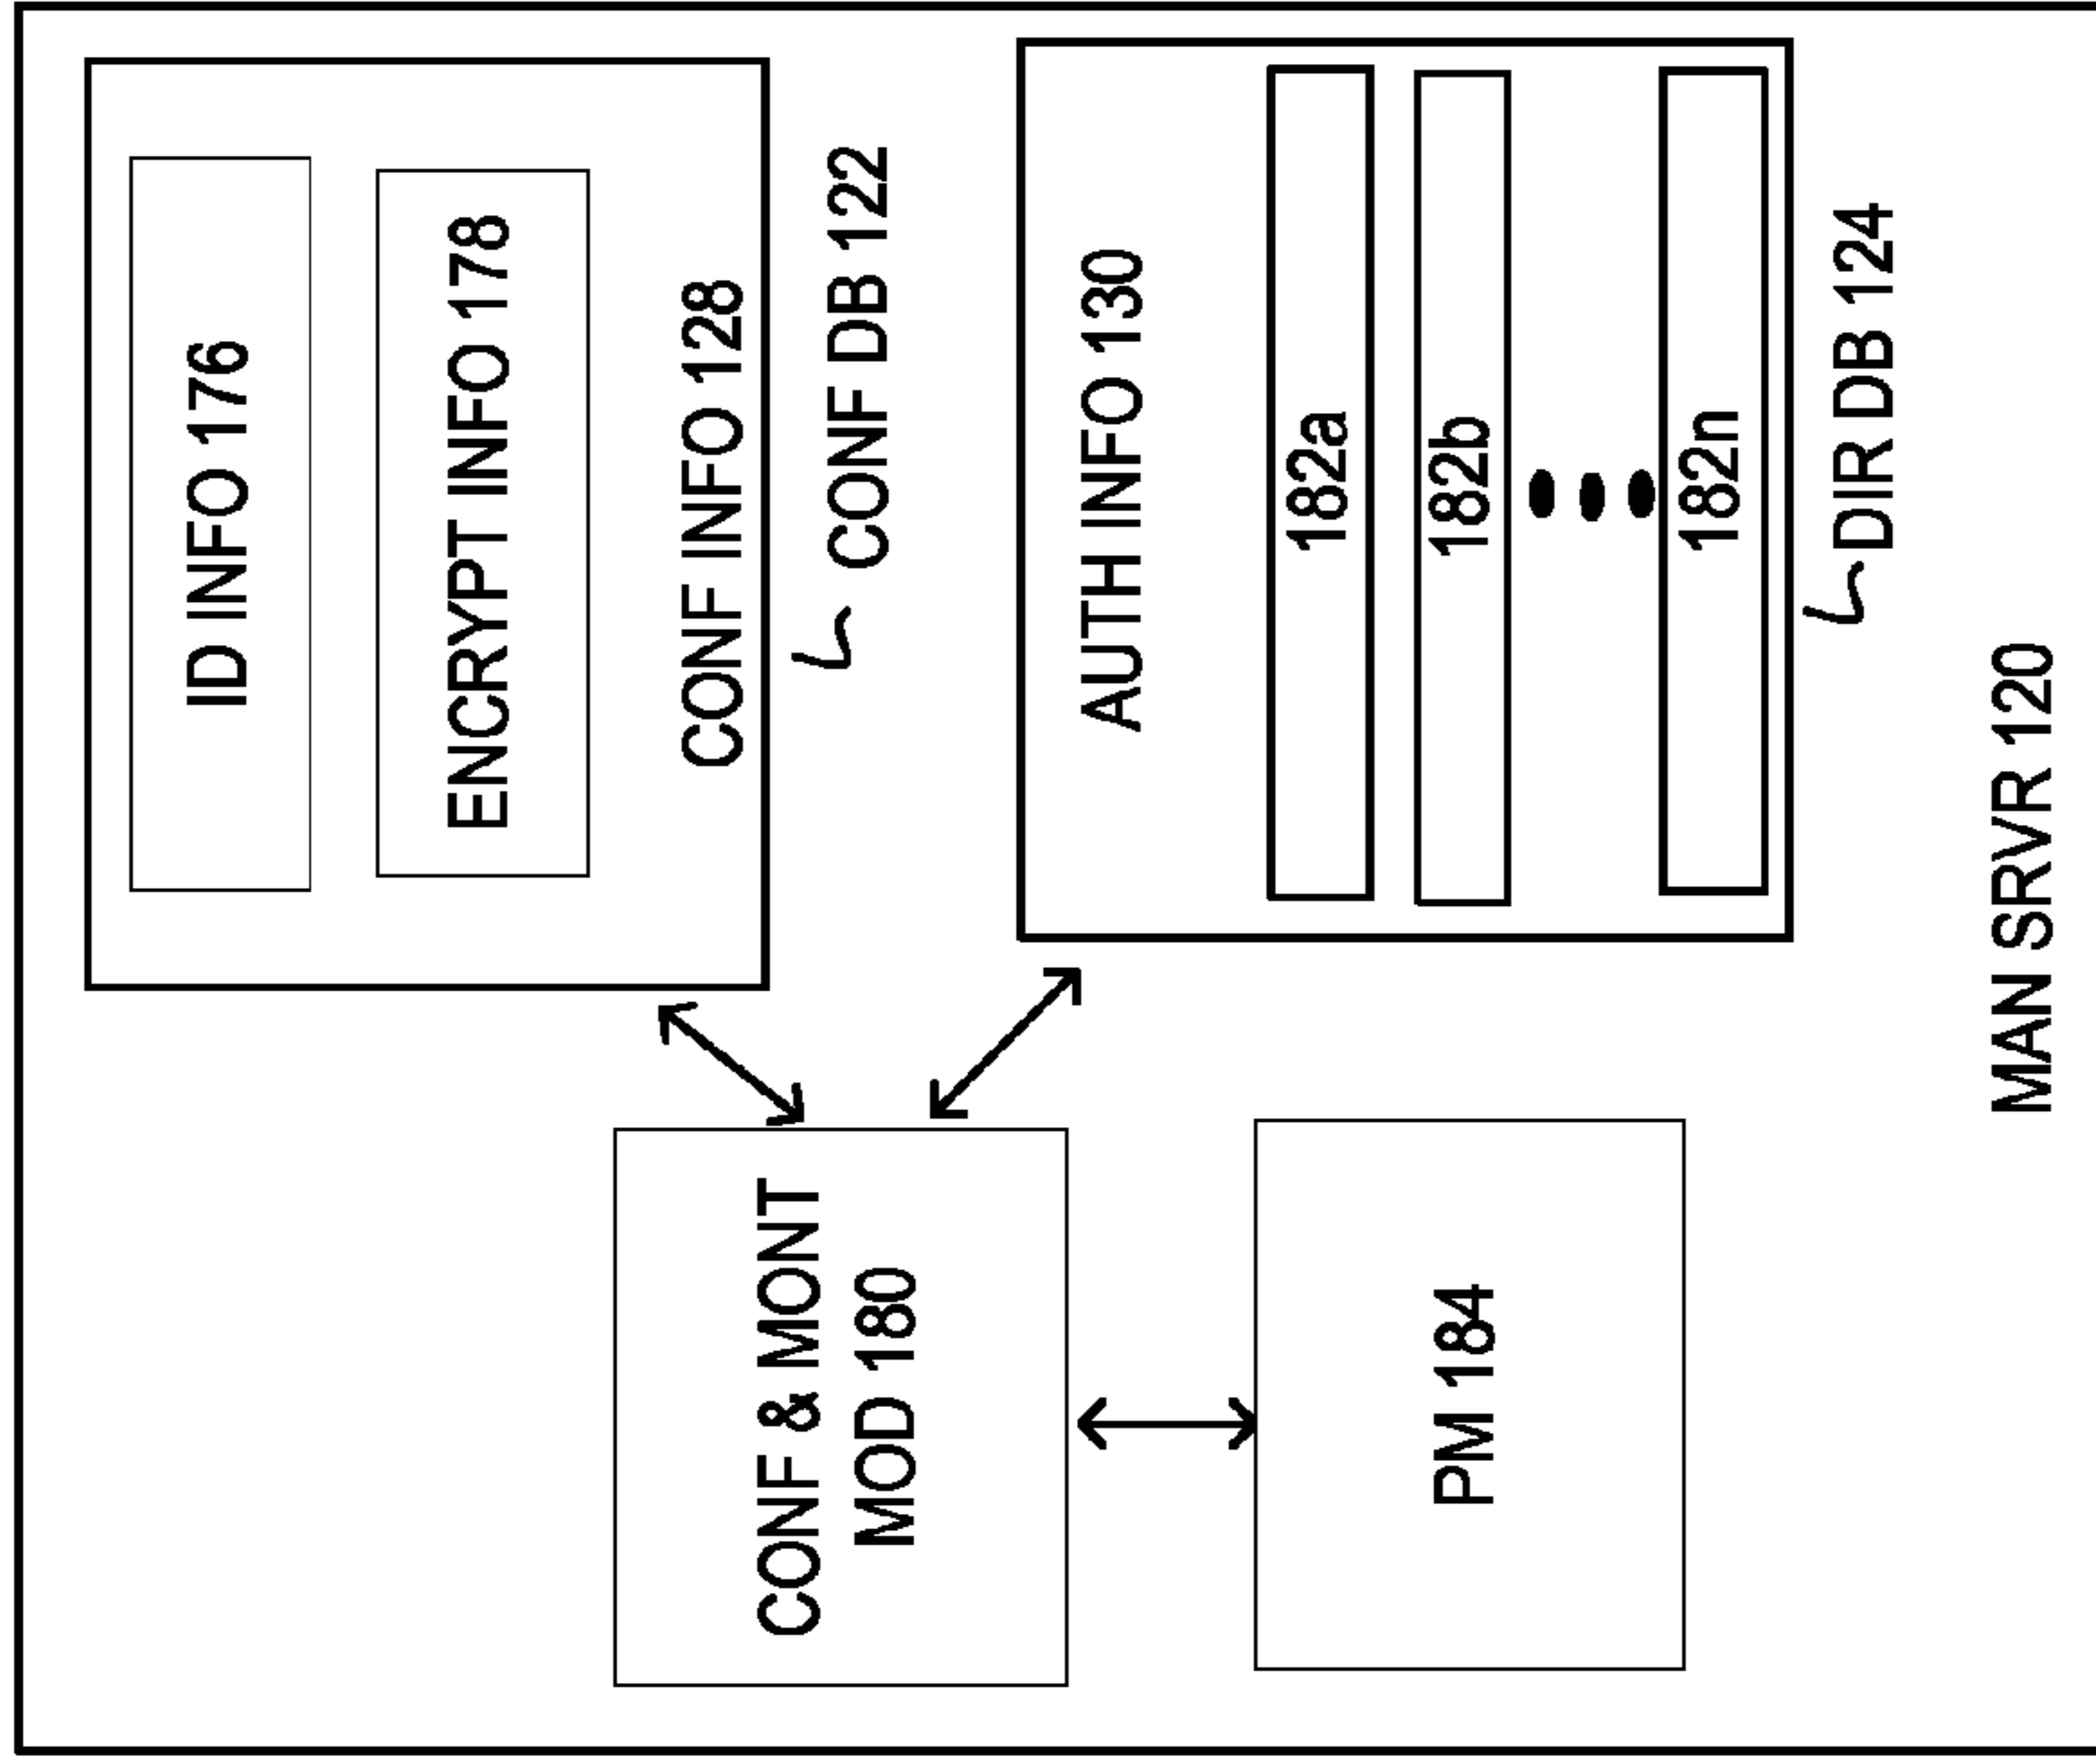 CONF & MONT
MOD 180
PM 184
ID INFO 176
ENCRYPT INFO 178
CONF INFO 128
CONF DB 122
AUTH INFO 130
182a
182b
182n
DIR DB 124
MAN SRVR 120